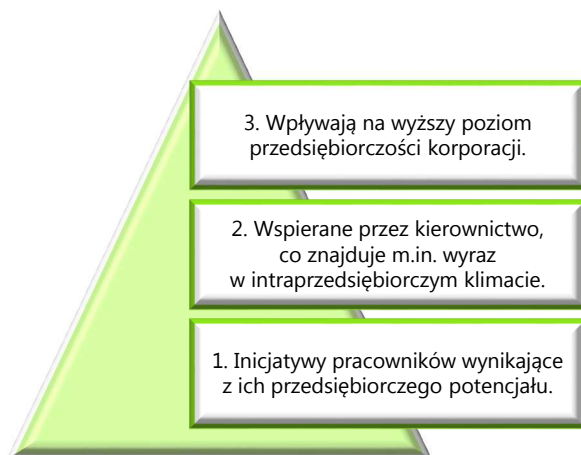 3. Wpływają na wyższy poziom
przedsiębiorczości korporacji.
2. Wspierane przez kierownictwo,
co znajduje m.in. wyraz
w intraprzedsiębiorczym klimacie.
1. Inicjatywy pracowników wynikające
z ich przedsiębiorczego potencjału.